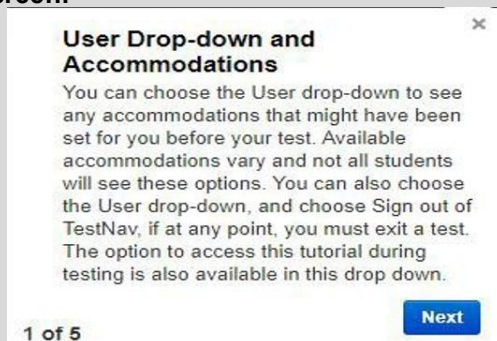 User Drop-down and
Accommodations
You can choose the User drop-down to see
any accommodations that might have been
set for you before your test. Available
accommodations vary and not all students
will see these options. You can also choose
the User drop-down, and choose Sign out of
TestNav, if at any point, you must exit a test.
The option to access this tutorial during
testing is also available in this drop down.
Next
1 of 5